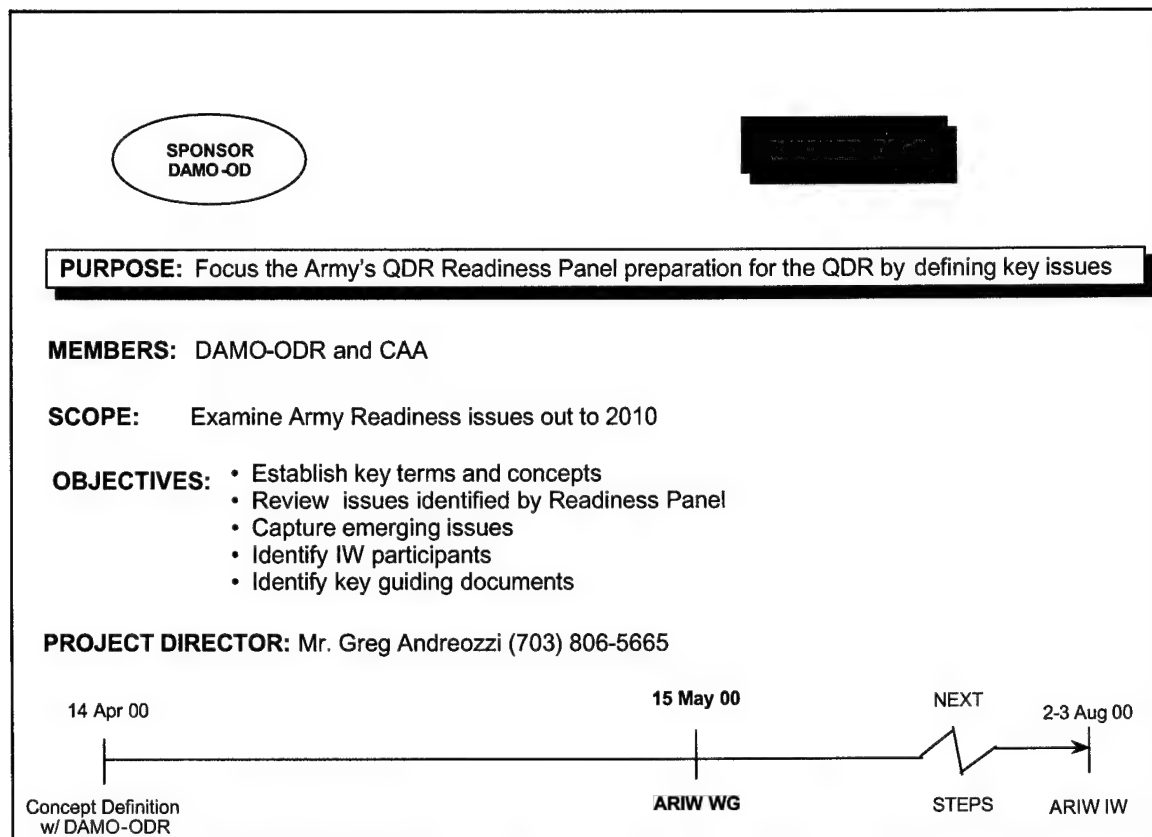 SPONSOR
DAMO-OD
PURPOSE: Focus the Army's QDR Readiness Panel preparation for the QDR by defining key issues
MEMBERS: DAMO-ODR and CAA
SCOPE: Examine Army Readiness issues out to 2010
OBJECTIVES: • Establish key terms and concepts
• Review issues identified by Readiness Panel
• Capture emerging issues
• Identify IW participants
• Identify key guiding documents
PROJECT DIRECTOR: Mr. Greg Andreozzi (703) 806-5665
14 Apr 00
15 May 00
NEXT
2-3 Aug 00
Concept Definition
w/ DAMO-ODR
ARIW WG
STEPS
ARIW IW